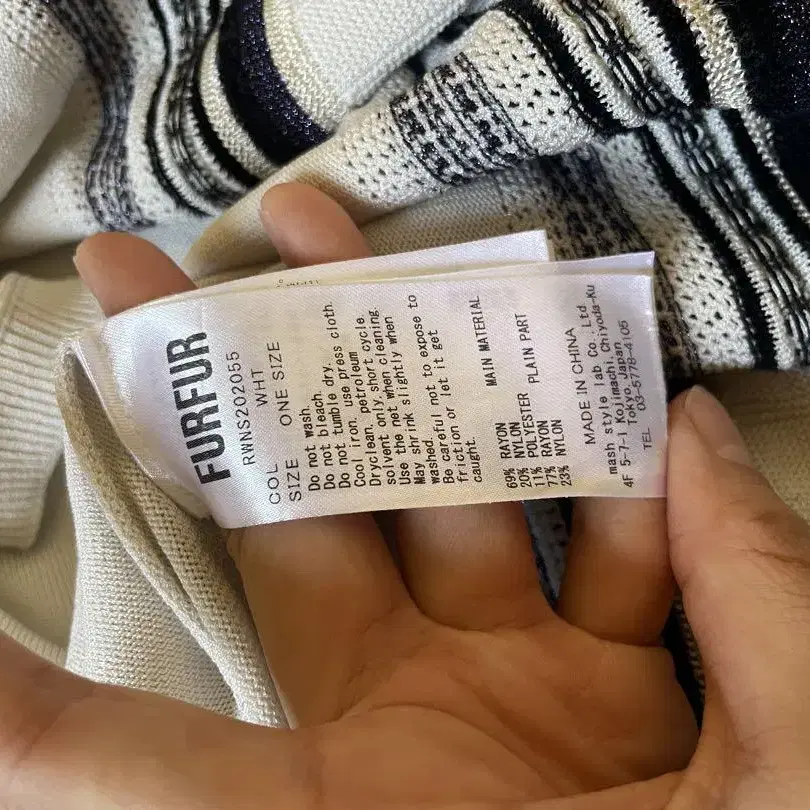 FURFUR
RWNS202055
COL WHT
SIZE ONE SIZE
Do not wash.
Do not bleach.
Do not tumble dry.
Cool iron, use press cloth.
Dryclean, petroleum
solvent only,short cycle.
Use the net when cleaning.
May shrink slightly when
washed.
Be careful not to expose to
friction or let it get
caught.
MAIN MATERIAL
69% RAYON
20% NYLON
11% POLYESTER PLAIN PART
77% RAYON
23% NYLON
MADE IN CHINA
mash style lab Co., Ltd.
4F 5-7-1 Kojimachi, Chiyoda-Ku
Tokyo, Japan
TEL 03-5778-4105